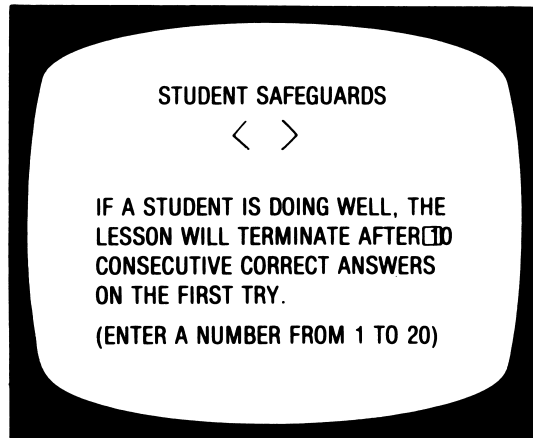 STUDENT SAFEGUARDS
< >
IF A STUDENT IS DOING WELL, THE
LESSON WILL TERMINATE AFTER 10
CONSECUTIVE CORRECT ANSWERS
ON THE FIRST TRY.
(ENTER A NUMBER FROM 1 TO 20)